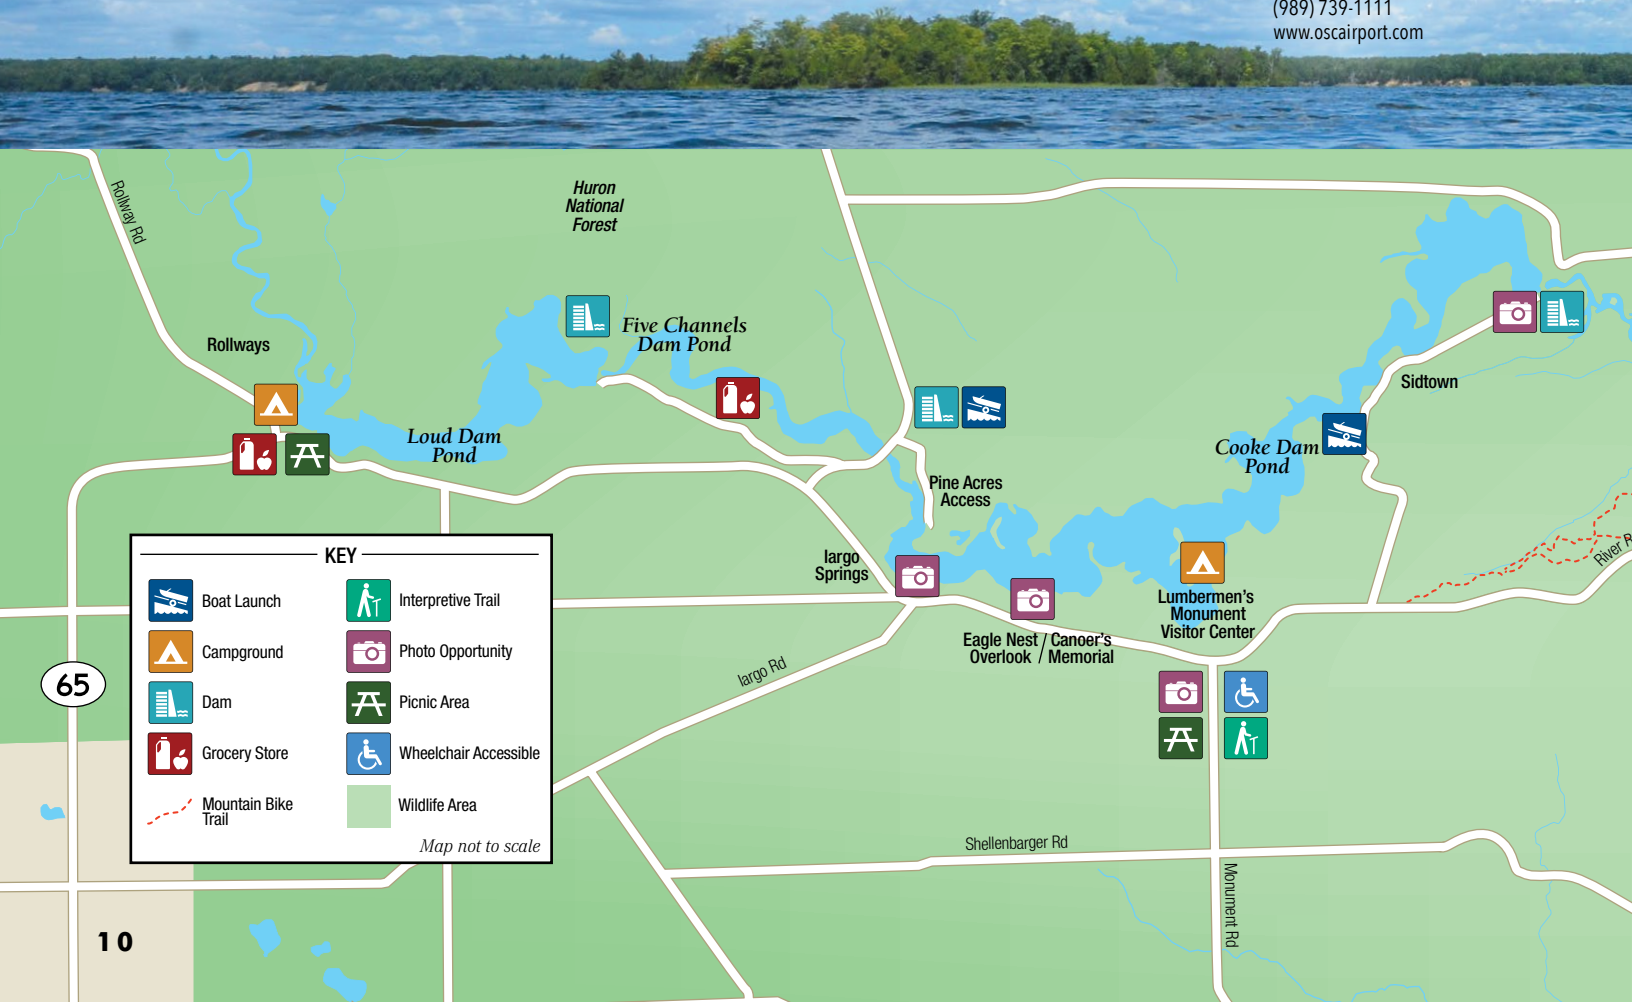 (989) 739-1111
www.oscairport.com
Huron
National
Forest
Rollway Rd
Rollways
Five Channels
Dam Pond
Loud Dam
Pond
Sidtown
Cooke Dam
Pond
Pine Acres
Access
Iargo
Springs
Eagle Nest / Canoer's
Overlook / Memorial
Lumbermen's
Monument
Visitor Center
River R
Iargo Rd
65
Shellenbarger Rd
Monument Rd
KEY
Boat Launch
Campground
Dam
Grocery Store
Mountain Bike
Trail
Interpretive Trail
Photo Opportunity
Picnic Area
Wheelchair Accessible
Wildlife Area
Map not to scale
10